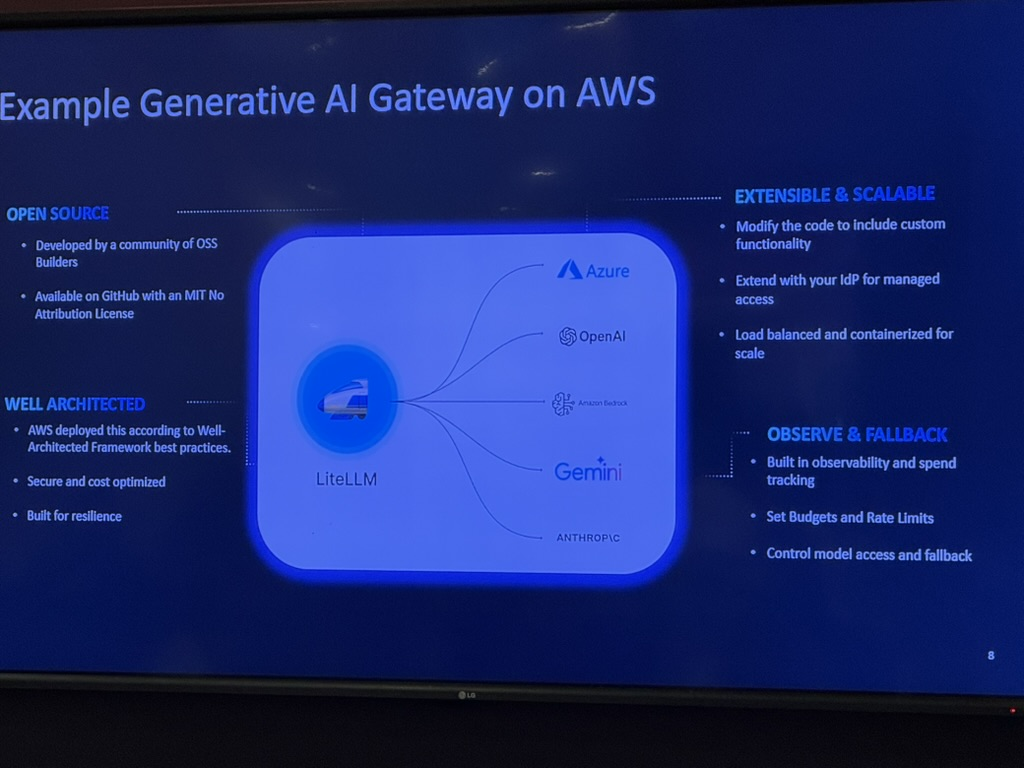 Example Generative AI Gateway on AWS
OPEN SOURCE
• Developed by a community of OSS
Builders
• Available on GitHub with an MIT No
Attribution License
WELL ARCHITECTED
• AWS deployed this according to Well-
Architected Framework best practices.
• Secure and cost optimized
• Built for resilience
LiteLLM
Azure
OpenAI
Amazon Bedrock
Gemini
ANTHROP\C
EXTENSIBLE & SCALABLE
• Modify the code to include custom
functionality
• Extend with your IdP for managed
access
• Load balanced and containerized for
scale
OBSERVE & FALLBACK
• Built in observability and spend
tracking
• Set Budgets and Rate Limits
• Control model access and fallback
8
LG